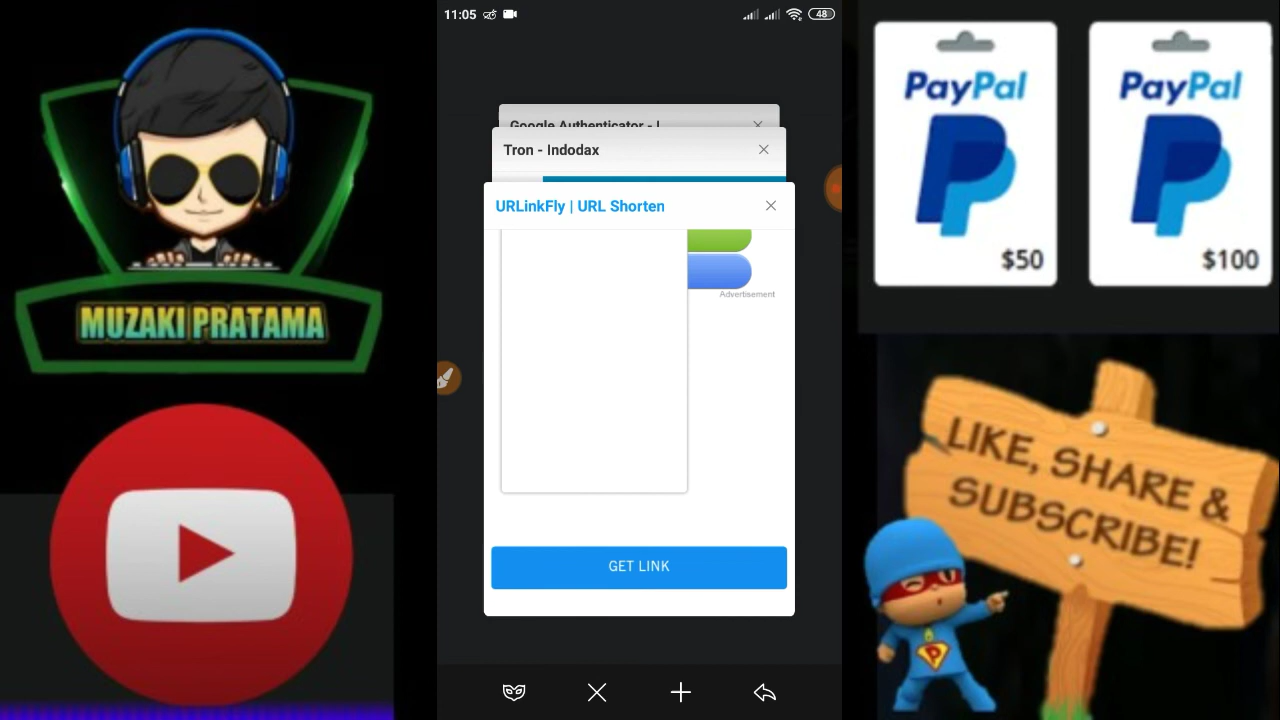 MUZAKI PRATAMA
11:05
48
Google Authenticator - I
Tron - Indodax
URLinkFly | URL Shorten
Advertisement
GET LINK
PayPal
$50
PayPal
$100
LIKE, SHARE &
SUBSCRIBE!
P